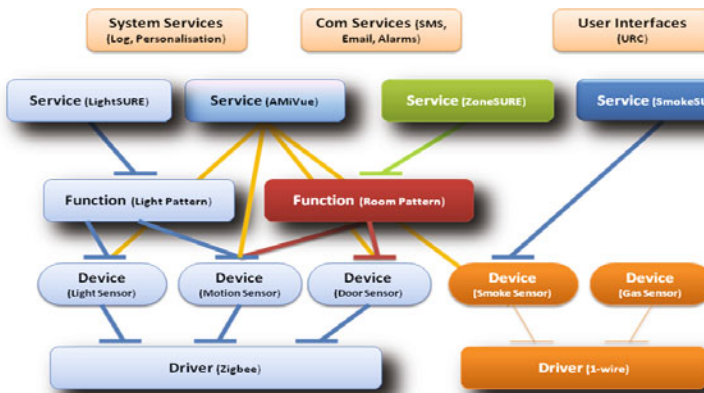 System Services
(Log, Personalisation)
Com Services (SMS,
Email, Alarms)
User Interfaces
(URC)
Service (LightSURE)
Service (AMiVue)
Service (ZoneSURE)
Service (SmokeSU
Function (Light Pattern)
Function (Room Pattern)
Device
(Light Sensor)
Device
(Motion Sensor)
Device
(Door Sensor)
Device
(Smoke Sensor)
Device
(Gas Sensor)
Driver (Zigbee)
Driver (1-wire)